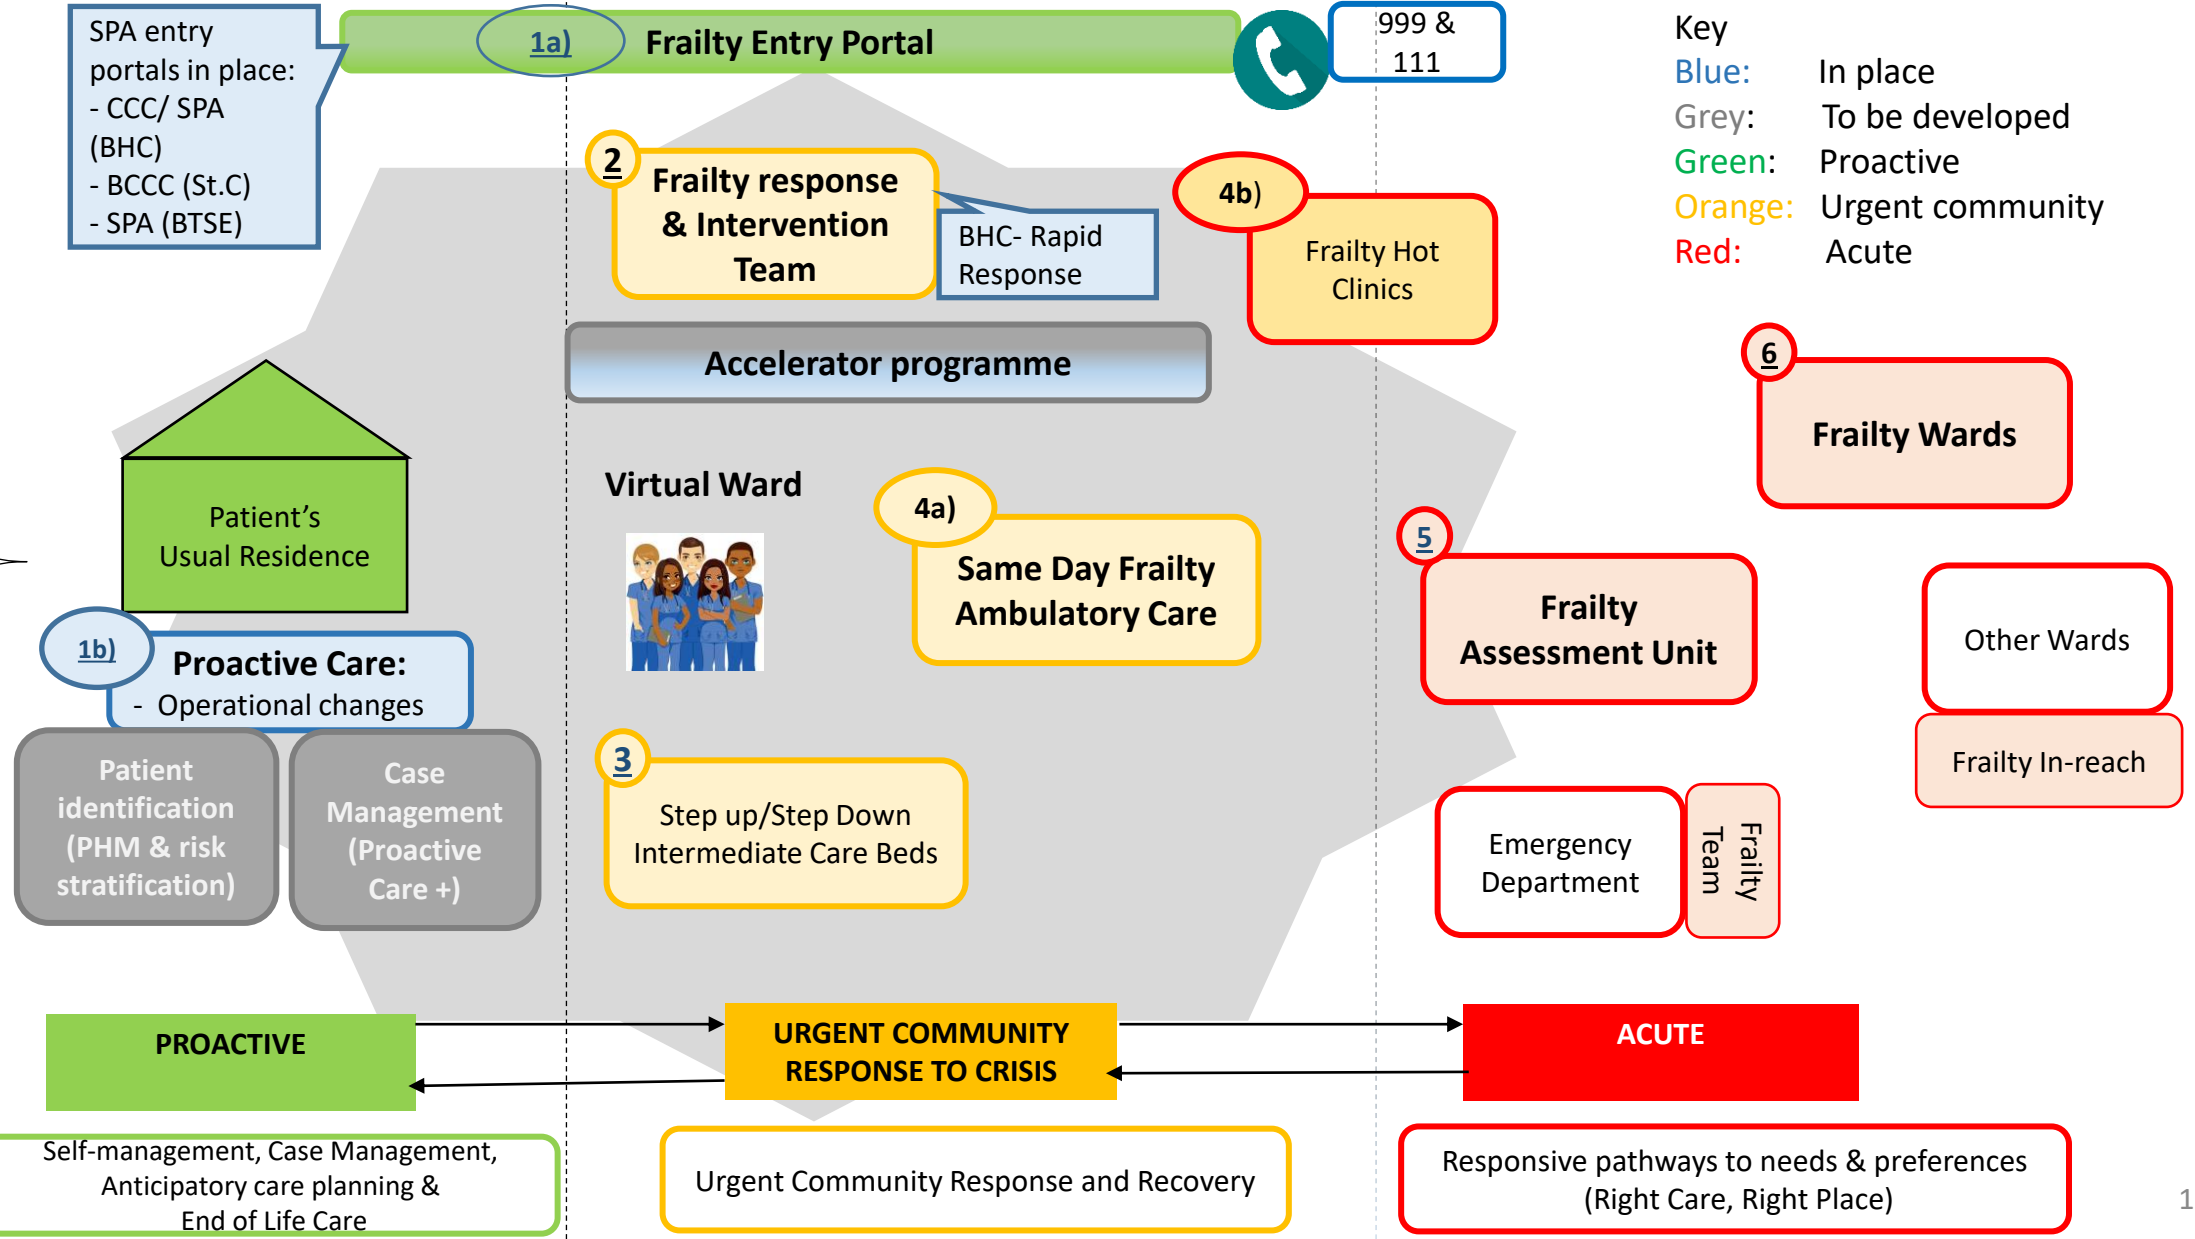 SPA entry
portals in place:
- CCC/ SPA
(BHC)
- BCCC (St.C)
- SPA (BTSE)
1a)
Frailty Entry Portal
999 &
111
Key
Blue: In place
Grey: To be developed
Green: Proactive
Orange: Urgent community
Red: Acute
2
Frailty response
& Intervention
Team
BHC- Rapid
Response
4b)
Frailty Hot
Clinics
Accelerator programme
6
Frailty Wards
Patient’s
Usual Residence
Virtual Ward
4a)
Same Day Frailty
Ambulatory Care
5
Frailty
Assessment Unit
Other Wards
Frailty In-reach
1b)
Proactive Care:
- Operational changes
Patient
identification
(PHM & risk
stratification)
Case
Management
(Proactive
Care +)
3
Step up/Step Down
Intermediate Care Beds
Emergency
Department
Frailty
Team
PROACTIVE
URGENT COMMUNITY
RESPONSE TO CRISIS
ACUTE
Self-management, Case Management,
Anticipatory care planning &
End of Life Care
Urgent Community Response and Recovery
Responsive pathways to needs & preferences
(Right Care, Right Place)
1